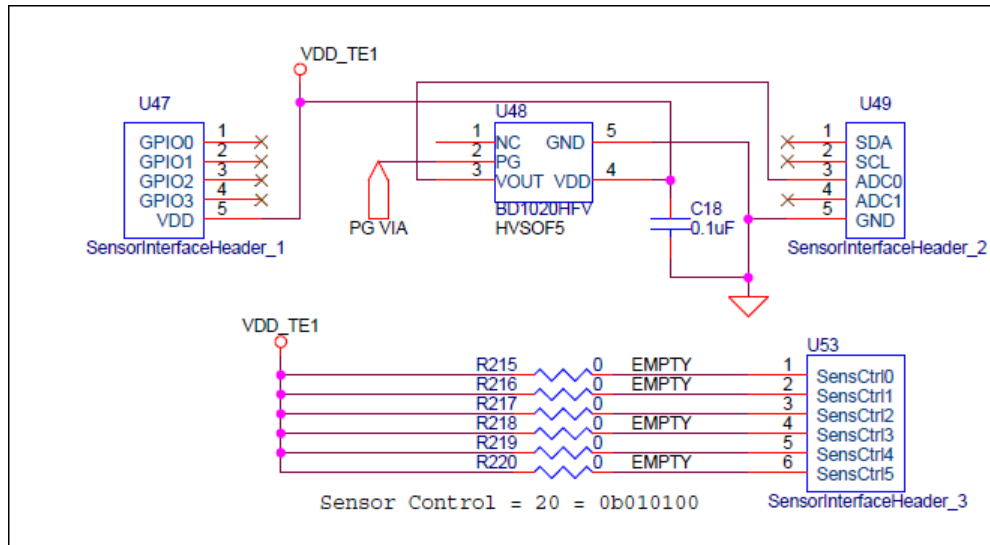 VDD_TE1
U47
U48
U49
GPIO0 1
GPIO1 2
GPIO2 3
GPIO3 4
VDD 5
SensorInterfaceHeader_1
1 NC GND 5
2 PG
3 VOUT VDD 4
BD1020HFV
HVSOF5
PG VIA
C18
0.1uF
1 SDA
2 SCL
3 ADC0
4 ADC1
5 GND
SensorInterfaceHeader_2
VDD_TE1
U53
R215 0 EMPTY 1 SensCtrl0
R216 0 EMPTY 2 SensCtrl1
R217 0 3 SensCtrl2
R218 0 EMPTY 4 SensCtrl3
R219 0 5 SensCtrl4
R220 0 EMPTY 6 SensCtrl5
SensorInterfaceHeader_3
Sensor Control = 20 = 0b010100